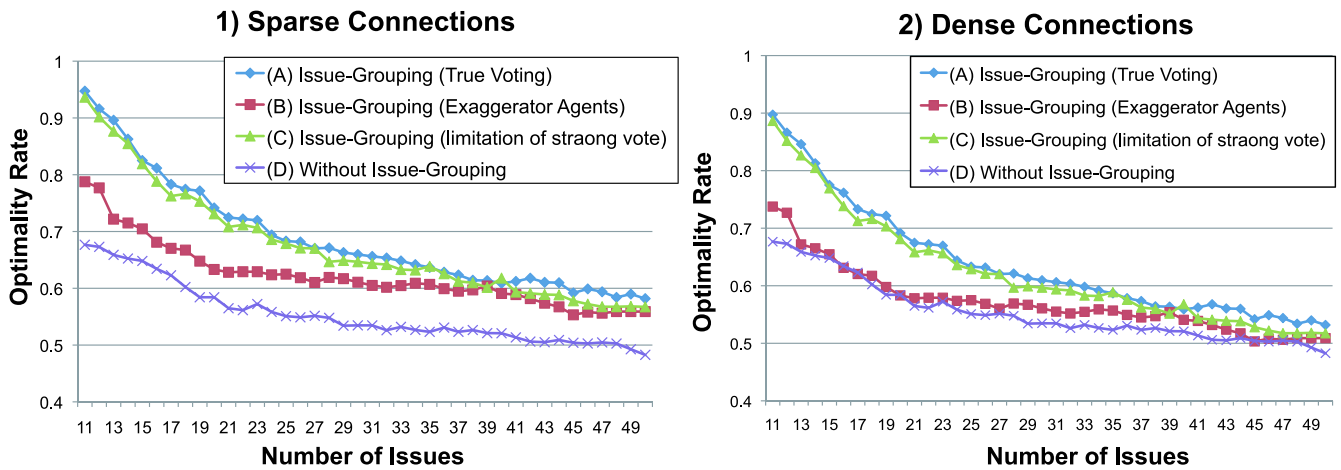 1) Sparse Connections
Optimality Rate
1
0.9
0.8
0.7
0.6
0.5
0.4
(A) Issue-Grouping (True Voting)
(B) Issue-Grouping (Exaggerator Agents)
(C) Issue-Grouping (limitation of straong vote)
(D) Without Issue-Grouping
11 13 15 17 19 21 23 25 27 29 31 33 35 37 39 41 43 45 47 49
Number of Issues
2) Dense Connections
Optimality Rate
1
0.9
0.8
0.7
0.6
0.5
0.4
(A) Issue-Grouping (True Voting)
(B) Issue-Grouping (Exaggerator Agents)
(C) Issue-Grouping (limitation of straong vote)
(D) Without Issue-Grouping
11 13 15 17 19 21 23 25 27 29 31 33 35 37 39 41 43 45 47 49
Number of Issues